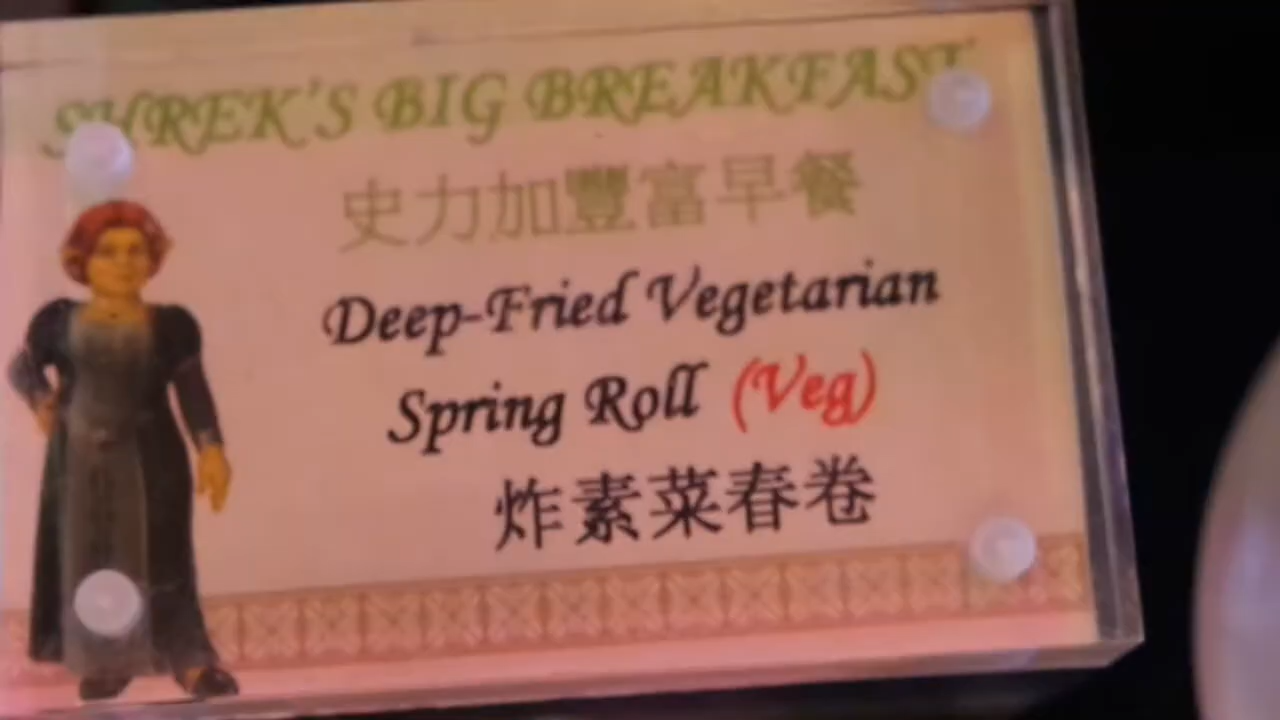 SHREK'S BIG BREAKFAST
史力加豐富早餐
Deep-Fried Vegetarian
Spring Roll (Veg)
炸素菜春卷